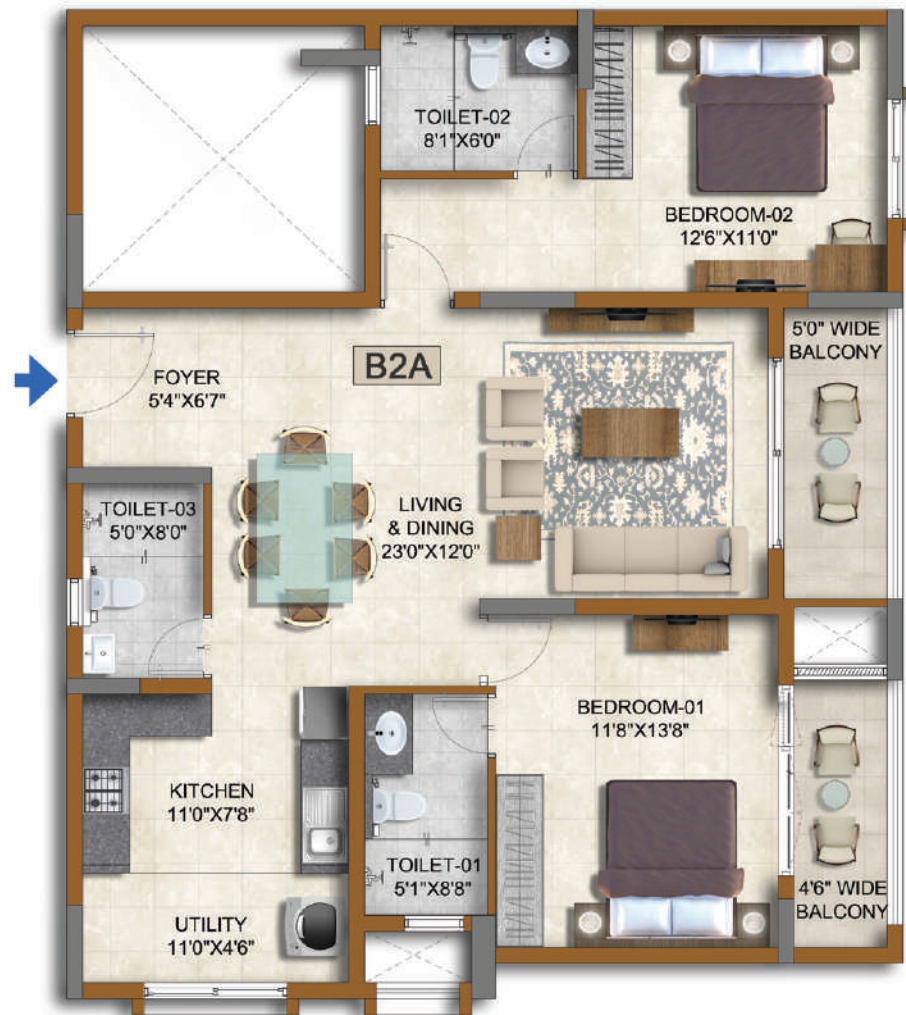 TOILET-02
8'1"X6'0"
BEDROOM-02
12'6"X11'0"
5'0" WIDE
BALCONY
B2A
FOYER
5'4"X6'7"
TOILET-03
5'0"X8'0"
LIVING
& DINING
23'0"X12'0"
BEDROOM-01
11'8"X13'8"
KITCHEN
11'0"X7'8"
TOILET-01
5'1"X8'8"
4'6" WIDE
BALCONY
UTILITY
11'0"X4'6"